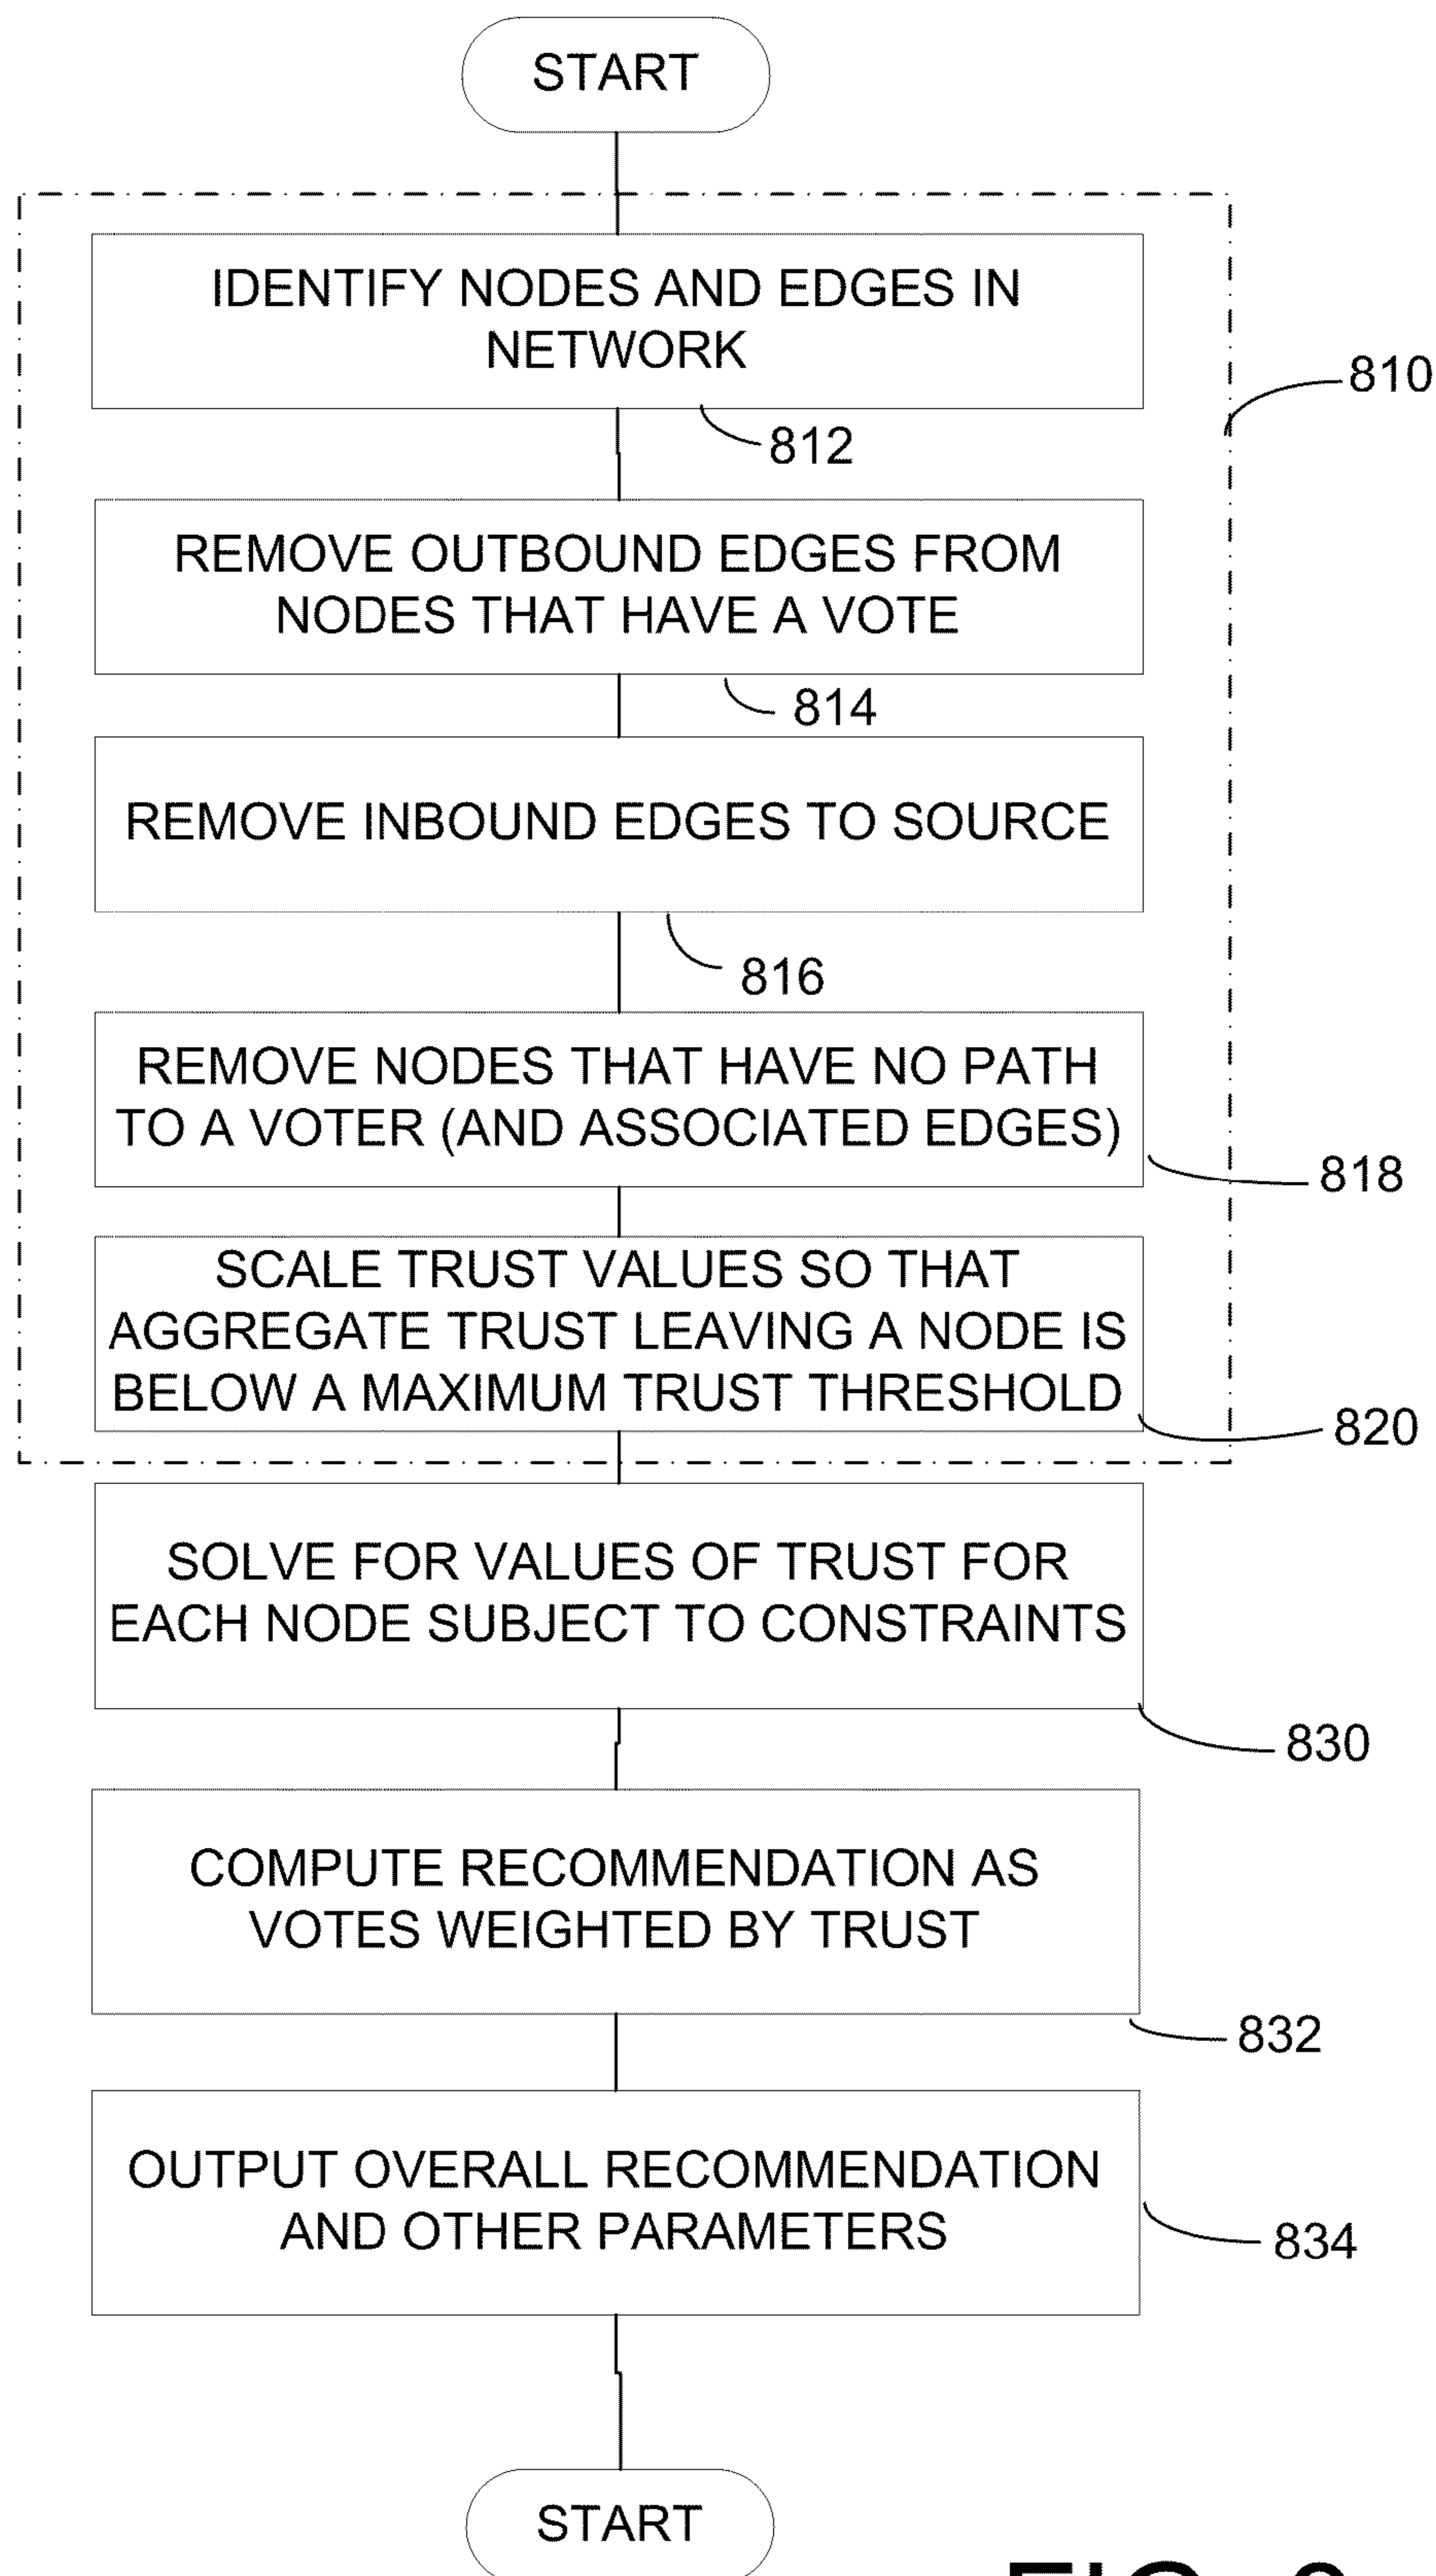 START
IDENTIFY NODES AND EDGES IN
NETWORK
810
812
REMOVE OUTBOUND EDGES FROM
NODES THAT HAVE A VOTE
814
REMOVE INBOUND EDGES TO SOURCE
816
REMOVE NODES THAT HAVE NO PATH
TO A VOTER (AND ASSOCIATED EDGES)
818
SCALE TRUST VALUES SO THAT
AGGREGATE TRUST LEAVING A NODE IS
BELOW A MAXIMUM TRUST THRESHOLD
820
SOLVE FOR VALUES OF TRUST FOR
EACH NODE SUBJECT TO CONSTRAINTS
830
COMPUTE RECOMMENDATION AS
VOTES WEIGHTED BY TRUST
832
OUTPUT OVERALL RECOMMENDATION
AND OTHER PARAMETERS
834
START